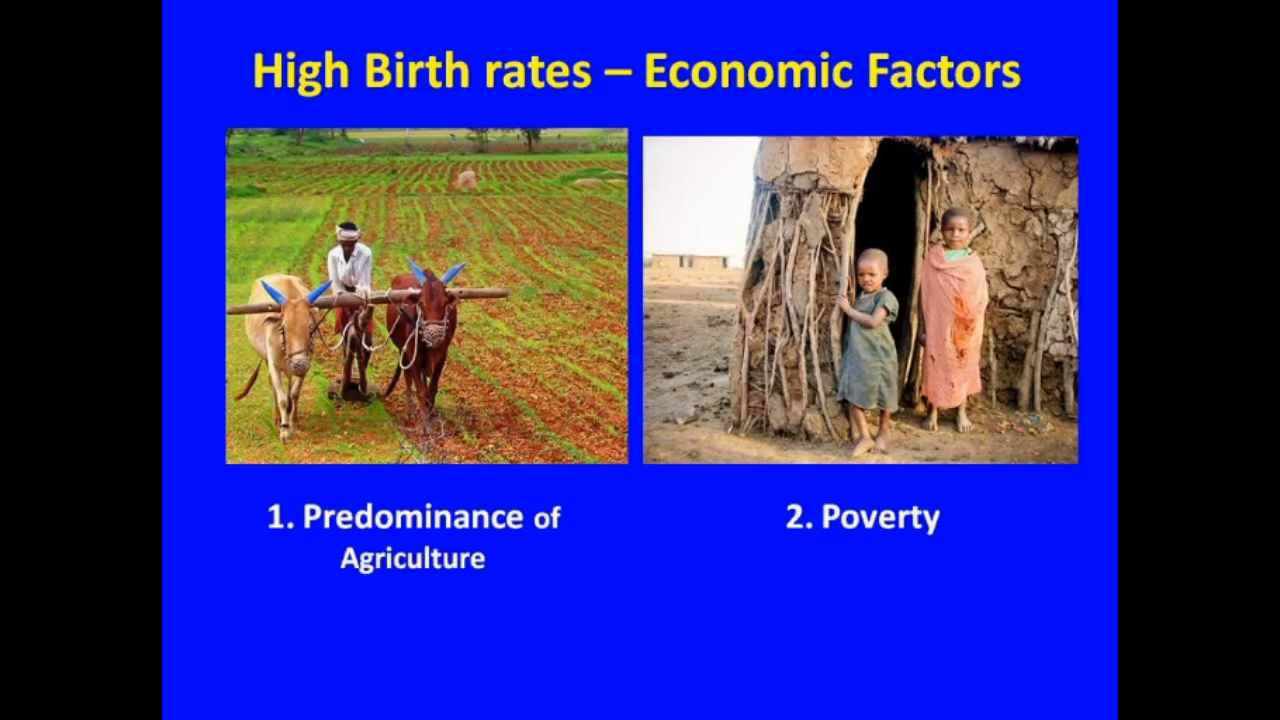 High Birth rates – Economic Factors
1. Predominance of
Agriculture
2. Poverty